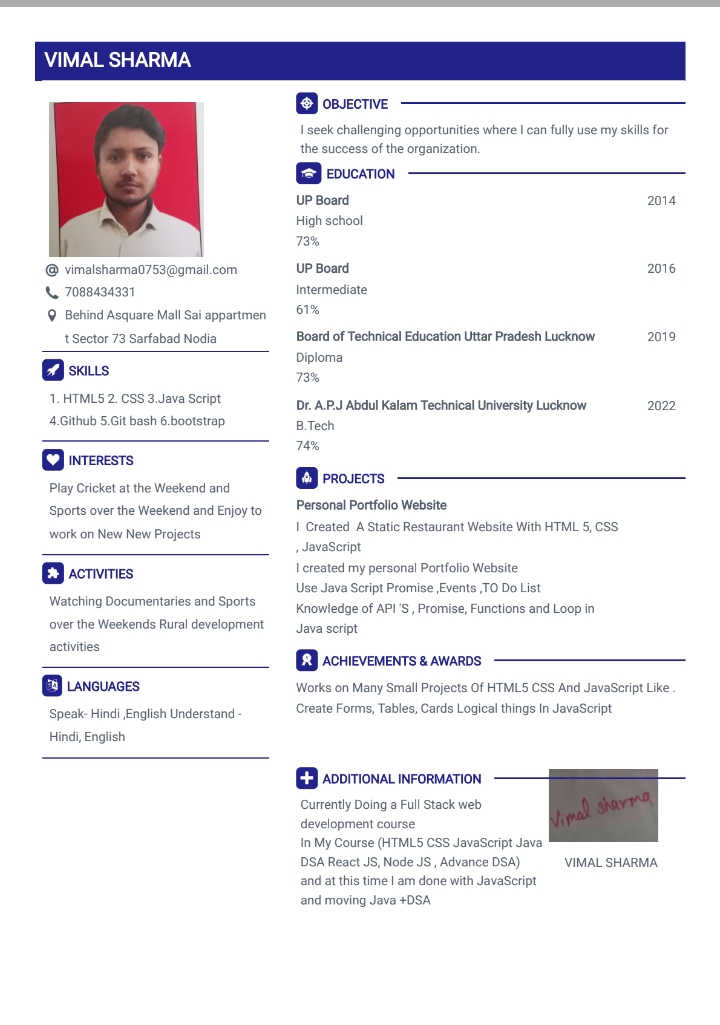 VIMAL SHARMA
vimalsharma0753@gmail.com
7088434331
Behind Asquare Mall Sai appartmen
t Sector 73 Sarfabad Nodia
SKILLS
1. HTML5 2. CSS 3.Java Script
4.Github 5.Git bash 6.bootstrap
INTERESTS
Play Cricket at the Weekend and
Sports over the Weekend and Enjoy to
work on New New Projects
ACTIVITIES
Watching Documentaries and Sports
over the Weekends Rural development
activities
LANGUAGES
Speak- Hindi ,English Understand -
Hindi, English
OBJECTIVE
I seek challenging opportunities where I can fully use my skills for
the success of the organization.
EDUCATION
UP Board 2014
High school
73%
UP Board 2016
Intermediate
61%
Board of Technical Education Uttar Pradesh Lucknow 2019
Diploma
73%
Dr. A.P.J Abdul Kalam Technical University Lucknow 2022
B.Tech
74%
PROJECTS
Personal Portfolio Website
I Created A Static Restaurant Website With HTML 5, CSS
, JavaScript
I created my personal Portfolio Website
Use Java Script Promise ,Events ,TO Do List
Knowledge of API 'S , Promise, Functions and Loop in
Java script
ACHIEVEMENTS & AWARDS
Works on Many Small Projects Of HTML5 CSS And JavaScript Like .
Create Forms, Tables, Cards Logical things In JavaScript
ADDITIONAL INFORMATION
Currently Doing a Full Stack web
development course
In My Course (HTML5 CSS JavaScript Java
DSA React JS, Node JS , Advance DSA)
and at this time I am done with JavaScript
and moving Java +DSA
Vimal sharma
VIMAL SHARMA